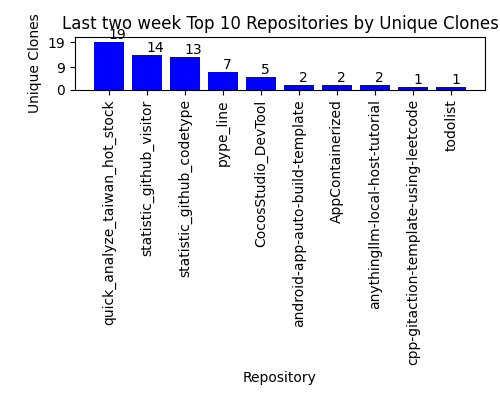 Last two week Top 10 Repositories by Unique Clones
Unique Clones
19
9
0
19
14
13
7
5
2
2
2
1
1
quick_analyze_taiwan_hot_stock
statistic_github_visitor
statistic_github_codetype
pype_line
CocosStudio_DevTool
android-app-auto-build-template
AppContainerized
anythingllm-local-host-tutorial
cpp-gitaction-template-using-leetcode
todolist
Repository